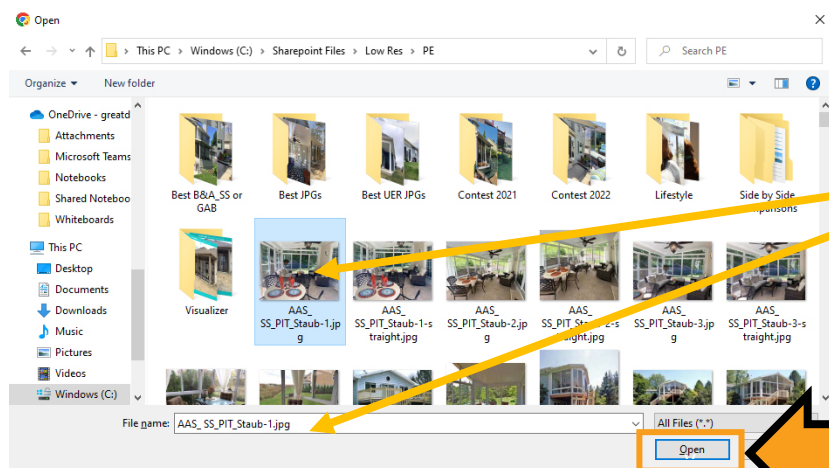 Open
This PC > Windows (C:) > Sharepoint Files > Low Res > PE
Search PE
Organize
New folder
OneDrive - greatd
Attachments
Microsoft Teams
Notebooks
Shared Noteboo
Whiteboards
This PC
Desktop
Documents
Downloads
Music
Pictures
Videos
Windows (C:)
Best B&A_SS or
GAB
Best JPGs
Best UER JPGs
Contest 2021
Contest 2022
Lifestyle
Side by Side
Visualizer
AAS_
SS_PIT_Staub-1.jp
g
AAS_
SS_PIT_Staub-1-s
traight.jpg
AAS_
SS_PIT_Staub-2.jp
g
AAS_
SS_PIT_Staub-2-s
traight.jpg
AAS_
SS_PIT_Staub-3.jp
g
AAS_
SS_PIT_Staub-3-s
traight.jpg
File name:
AAS_ SS_PIT_Staub-1.jpg
All Files (*.*)
Open